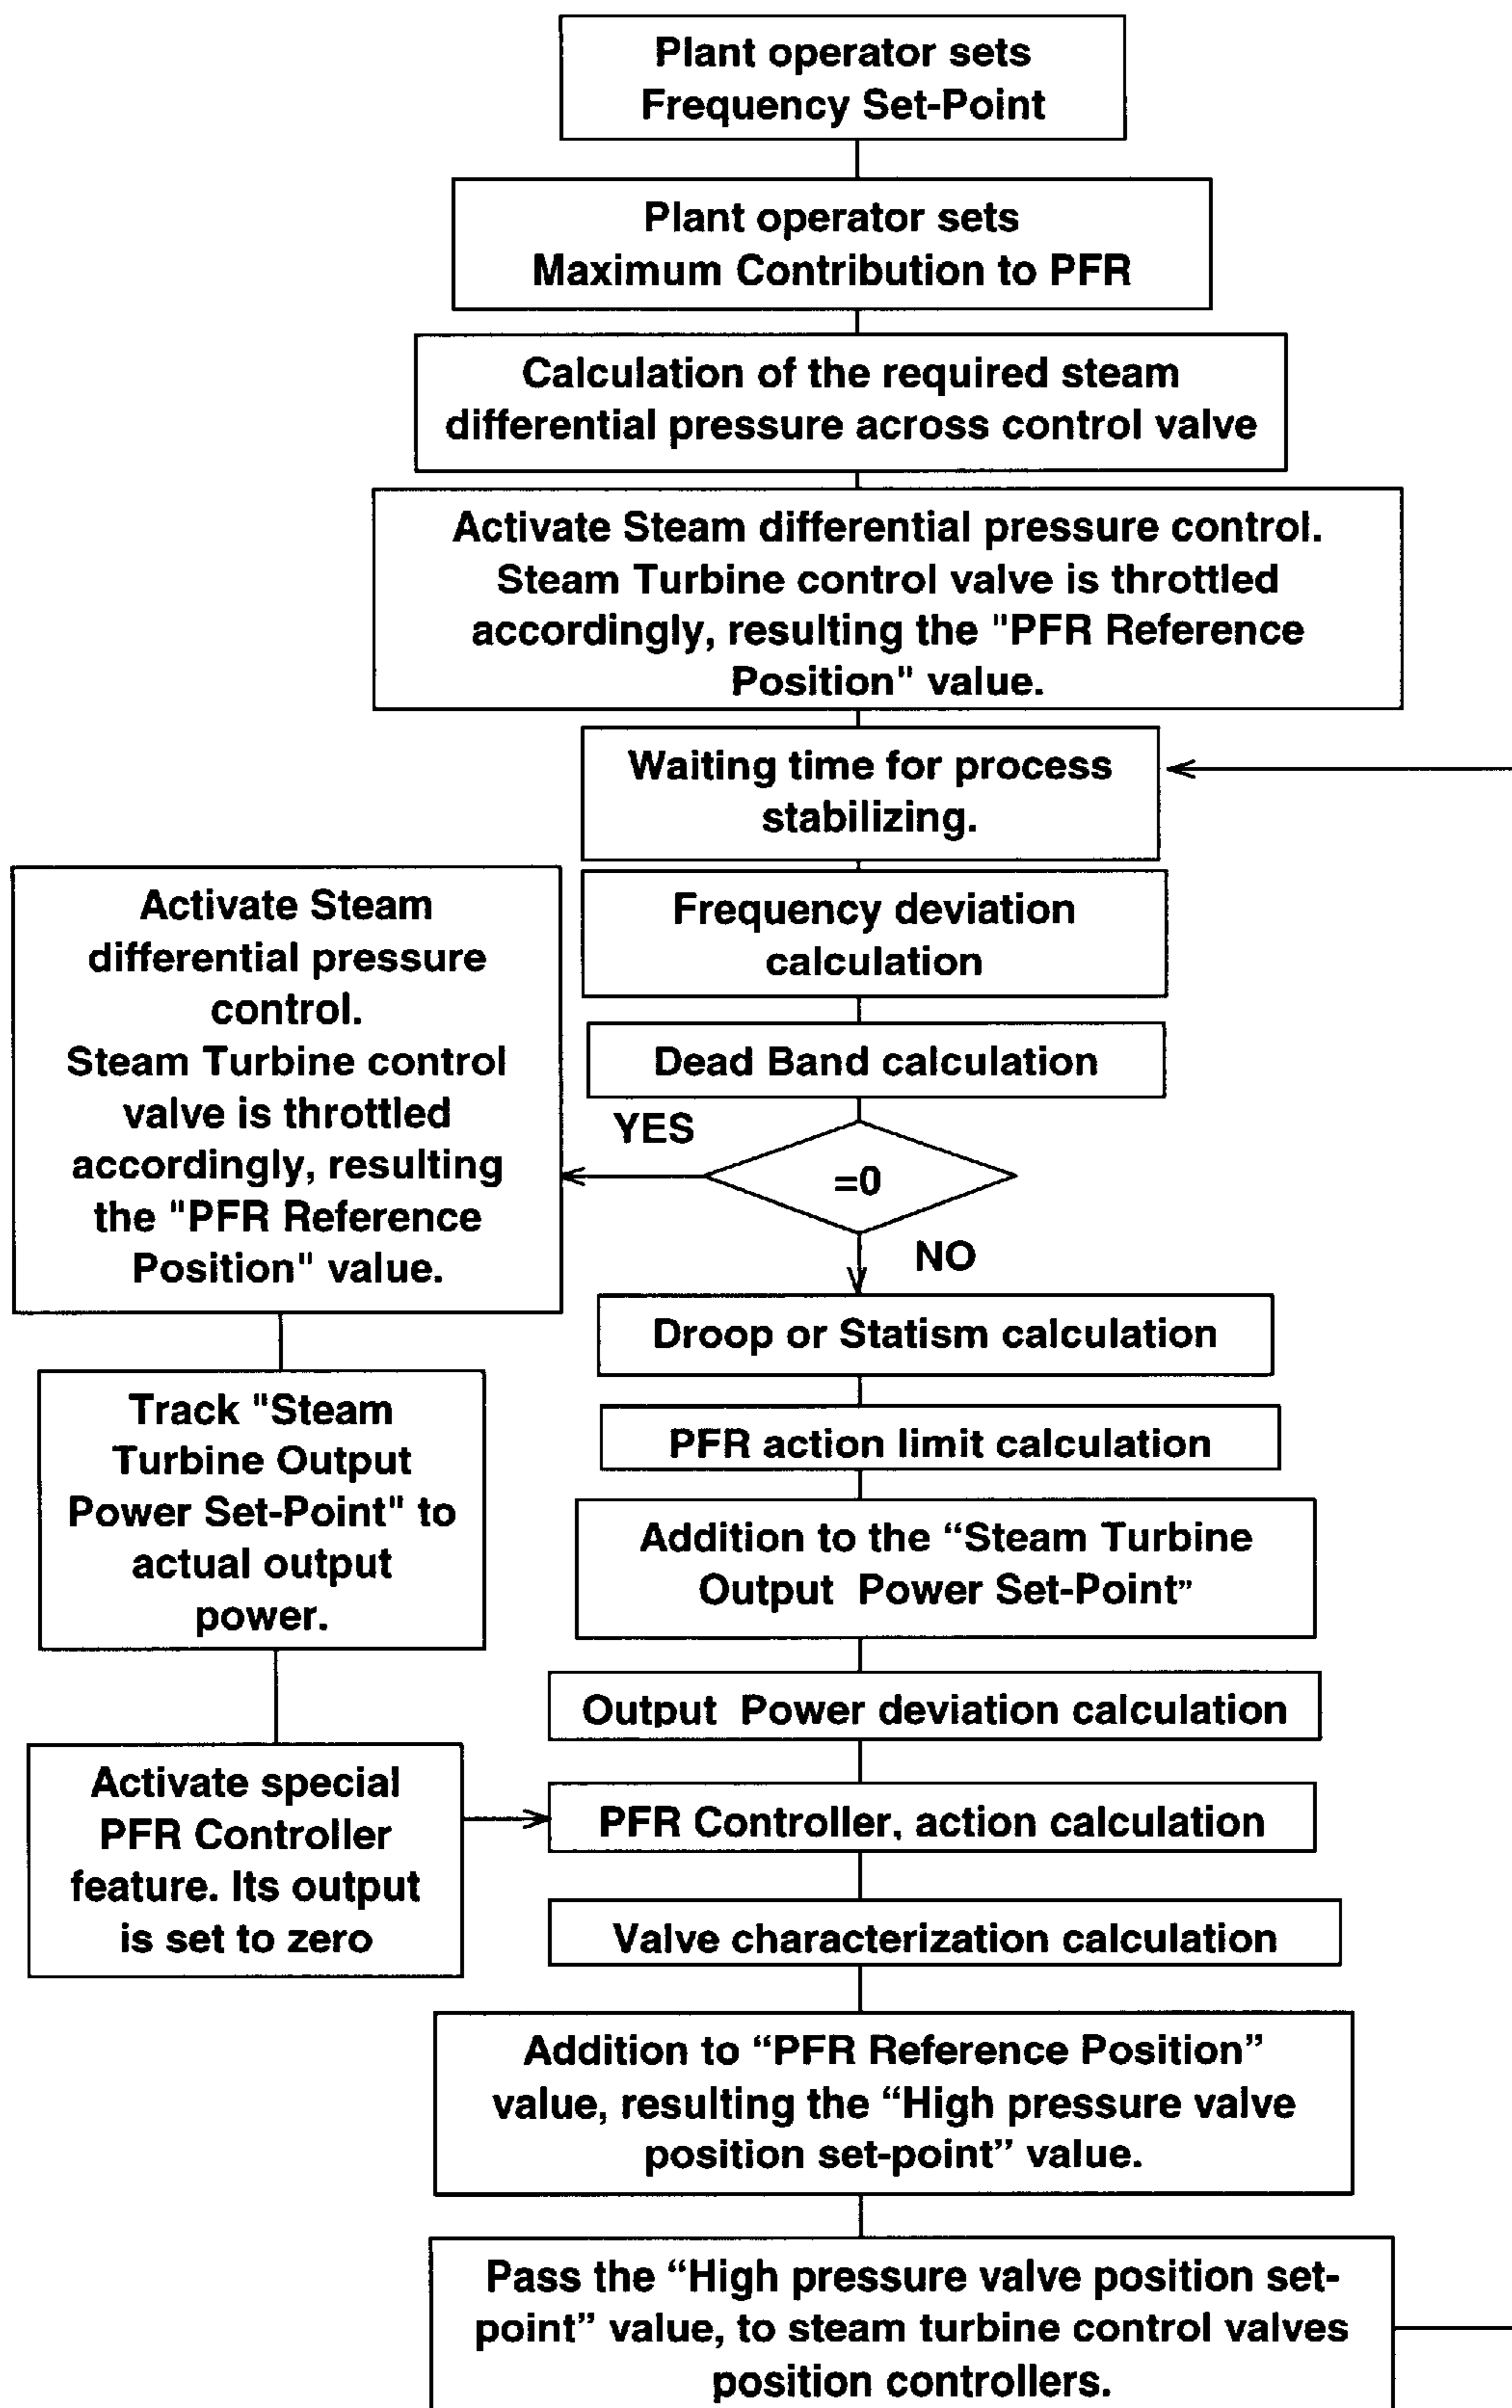 Plant operator sets
Frequency Set-Point
Plant operator sets
Maximum Contribution to PFR
Calculation of the required steam
differential pressure across control valve
Activate Steam differential pressure control.
Steam Turbine control valve is throttled
accordingly, resulting the "PFR Reference
Position" value.
Waiting time for process
stabilizing.
Frequency deviation
calculation
Dead Band calculation
YES
=0
NO
Activate Steam
differential pressure
control.
Steam Turbine control
valve is throttled
accordingly, resulting
the "PFR Reference
Position" value.
Track "Steam
Turbine Output
Power Set-Point" to
actual output
power.
Activate special
PFR Controller
feature. Its output
is set to zero
Droop or Statism calculation
PFR action limit calculation
Addition to the “Steam Turbine
Output Power Set-Point”
Output Power deviation calculation
PFR Controller, action calculation
Valve characterization calculation
Addition to “PFR Reference Position”
value, resulting the “High pressure valve
position set-point” value.
Pass the “High pressure valve position set-
point” value, to steam turbine control valves
position controllers.